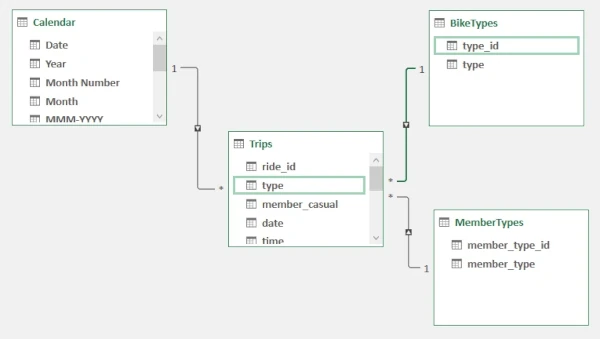 Calendar
Date
Year
Month Number
Month
MMM-YYYY
1
*
Trips
ride_id
type
member_casual
date
time
*
*
1
BikeTypes
type_id
type
MemberTypes
member_type_id
member_type
1